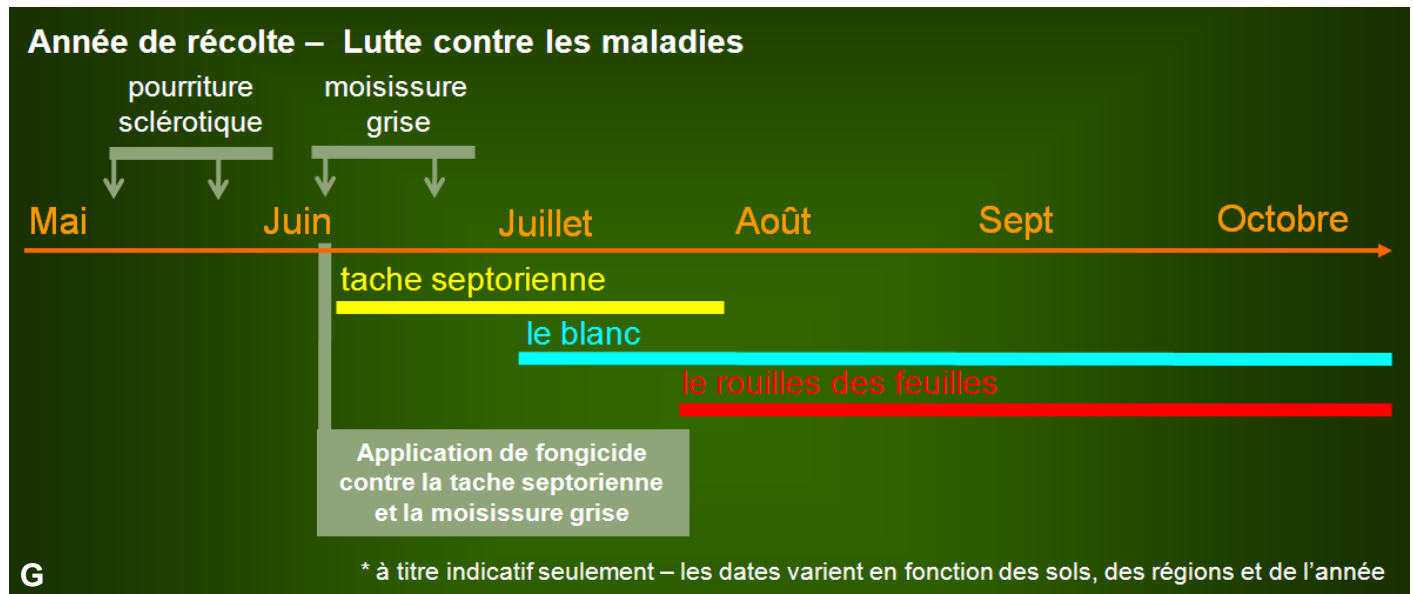 Année de récolte – Lutte contre les maladies
pourriture
sclérotique
moisissure
grise
Mai Juin Juillet Août Sept Octobre
tache septorienne
le blanc
le rouilles des feuilles
Application de fongicide
contre la tache septorienne
et la moisissure grise
G
* à titre indicatif seulement – les dates varient en fonction des sols, des régions et de l'année